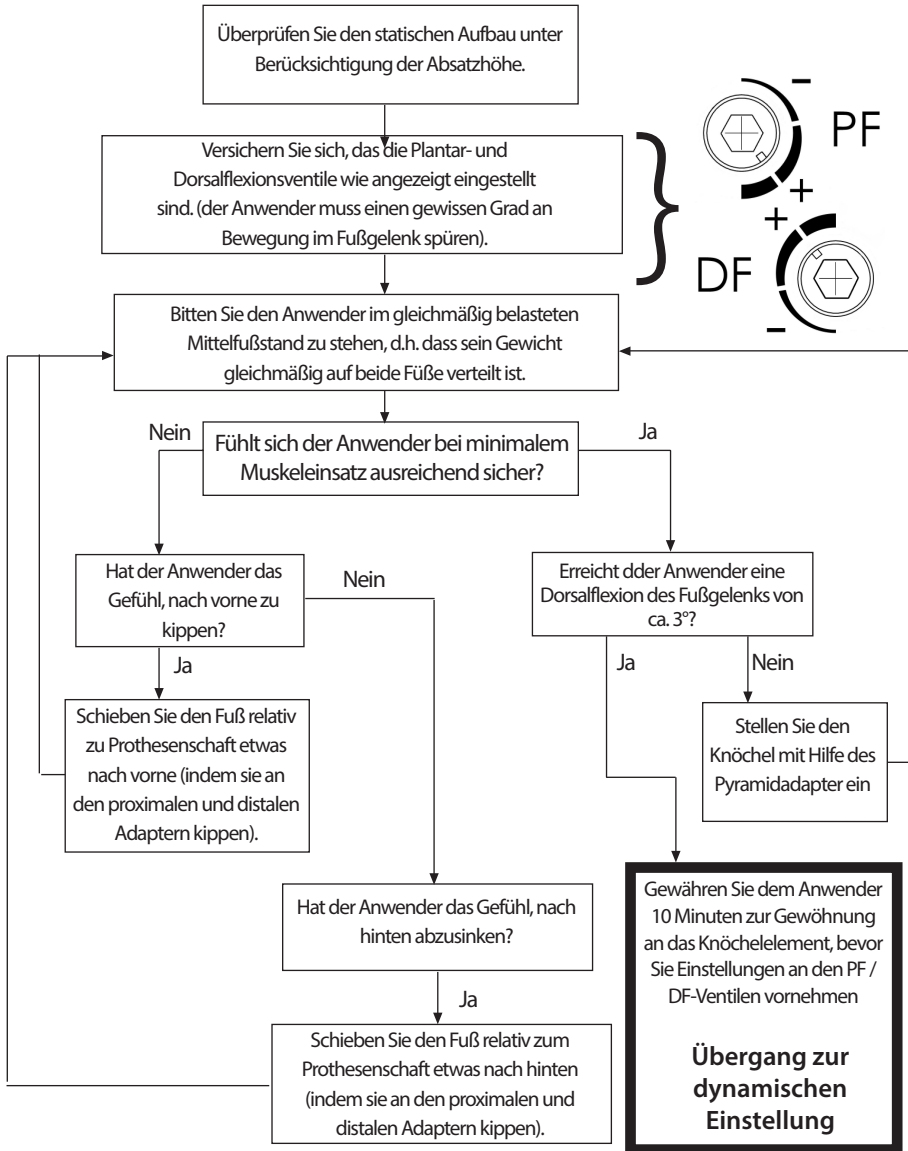 Überprüfen Sie den statischen Aufbau unter
Berücksichtigung der Absatzhöhe.
Versichern Sie sich, das die Plantar- und
Dorsalflexionsventile wie angezeigt eingestellt
sind. (der Anwender muss einen gewissen Grad an
Bewegung im Fußgelenk spüren).
−
PF
+
+
DF
−
Bitten Sie den Anwender im gleichmäßig belasteten
Mittelfußstand zu stehen, d.h. dass sein Gewicht
gleichmäßig auf beide Füße verteilt ist.
Nein
Ja
Fühlt sich der Anwender bei minimalem
Muskeleinsatz ausreichend sicher?
Hat der Anwender das
Gefühl, nach vorne zu
kippen?
Nein
Ja
Schieben Sie den Fuß relativ
zu Prothesenschaft etwas
nach vorne (indem sie an
den proximalen und distalen
Adaptern kippen).
Erreicht dder Anwender eine
Dorsalflexion des Fußgelenks von
ca. 3°?
Ja
Nein
Stellen Sie den
Knöchel mit Hilfe des
Pyramidadapter ein
Hat der Anwender das Gefühl, nach
hinten abzusinken?
Ja
Schieben Sie den Fuß relativ zum
Prothesenschaft etwas nach hinten
(indem sie an den proximalen und
distalen Adaptern kippen).
Gewähren Sie dem Anwender
10 Minuten zur Gewöhnung
an das Knöchelelement, bevor
Sie Einstellungen an den PF /
DF-Ventilen vornehmen
Übergang zur
dynamischen
Einstellung